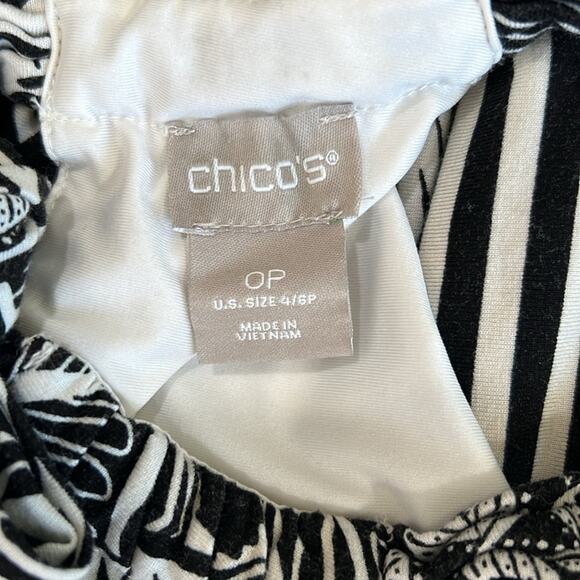 chico's®
0P
U.S. SIZE 4/6P
MADE IN
VIETNAM